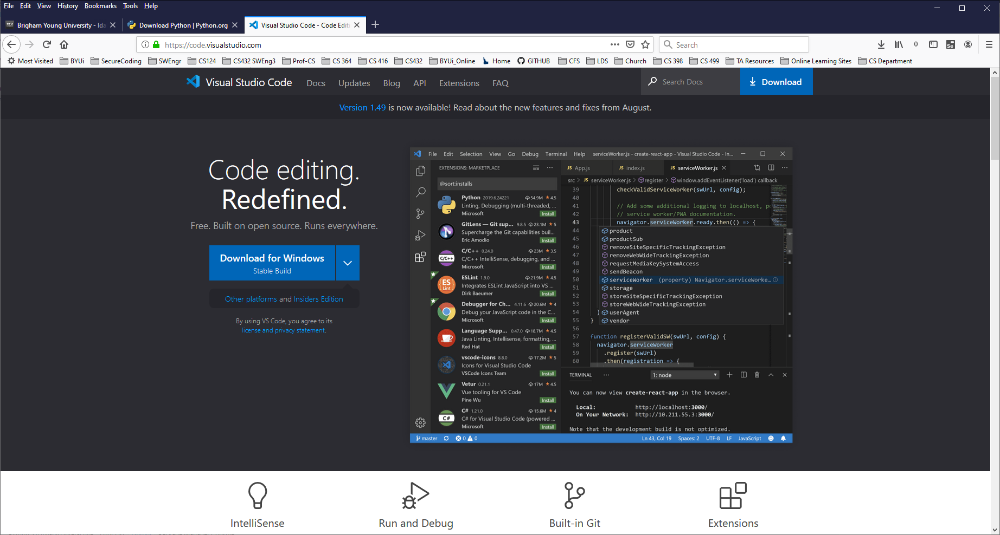 File Edit View History Bookmarks Tools Help
BYU Brigham Young University - Ida
Download Python | Python.org
Visual Studio Code - Code Editi
https://code.visualstudio.com
Search
0
Se
Most Visited BYUi SecureCoding SWEngr CS124 CS432 SWEng3 Prof-CS CS 364 CS 416 CS432 BYUi_Online Home GITHUB CFS LDS Church CS 398 CS 499 TA Resources Online Learning Sites CS Department
Visual Studio Code Docs Updates Blog API Extensions FAQ Search Docs Download
Version 1.49 is now available! Read about the new features and fixes from August.
Code editing.
Redefined.
Free. Built on open source. Runs everywhere.
Download for Windows
Stable Build
Other platforms and Insiders Edition
By using VS Code, you agree to its
license and privacy statement.
File Edit Selection View Go Debug Terminal Help serviceWorker.js - create-react-app - Visual Studio Code - In...
EXTENSIONS: MARKETPLACE
@sort:installs
Python 2019.6.24221 54.9M 4.5
Linting, Debugging (multi-threaded, ...
Microsoft Install
GitLens — Git sup... 9.8.5 23.1M 5
Supercharge the Git capabilities buil...
Eric Amodio Install
C/C++
C/C++ 0.24.0 23M 3.5
C/C++ IntelliSense, debugging, and ...
Microsoft Install
ES
Lint
ESLint 1.9.0 21.9M 4.5
Integrates ESLint JavaScript into VS ...
Dirk Baeumer Install
Debugger for Ch... 4.11.6 20.6M 4
Debug your JavaScript code in the C...
Microsoft Install
Language Supp... 0.47.0 18.7M 4.5
Java Linting, Intellisense, formatting, ...
Red Hat Install
vscode-icons 8.8.0 17.2M 5
Icons for Visual Studio Code
VSCode Icons Team Install
Vetur 0.21.1 17M 4.5
Vue tooling for VS Code
Pine Wu Install
C#
C# 1.21.0 15.6M 4
C# for Visual Studio Code (powered ...
Microsoft Install
JS App.js JS index.js JS serviceWorker.js
src > JS serviceWorker.js > register > window.addEventListener('load') callback
39 checkValidServiceWorker(swUrl, config);
40
41 // Add some additional logging to localhost, po
42 // service worker/PWA documentation.
43 navigator.serviceWorker.ready.then(() => {
44 product
45 productSub
46 removeSiteSpecificTrackingException
47 removeWebWideTrackingException
48 requestMediaKeySystemAccess
49 sendBeacon
50 serviceWorker (property) Navigator.serviceWorke...
51 storage
52 storeSiteSpecificTrackingException
53 storeWebWideTrackingException
54 } userAgent
55 } vendor
56
57 function registerValidSW(swUrl, config) {
58 navigator.serviceWorker
59 .register(swUrl)
60 .then(registration => {
TERMINAL ... 1: node
You can now view create-react-app in the browser.
Local: http://localhost:3000/
On Your Network: http://10.211.55.3:3000/
Note that the development build is not optimized.
master 0 0 Ln 43, Col 19 Spaces: 2 UTF-8 LF JavaScript
IntelliSense Run and Debug Built-in Git Extensions